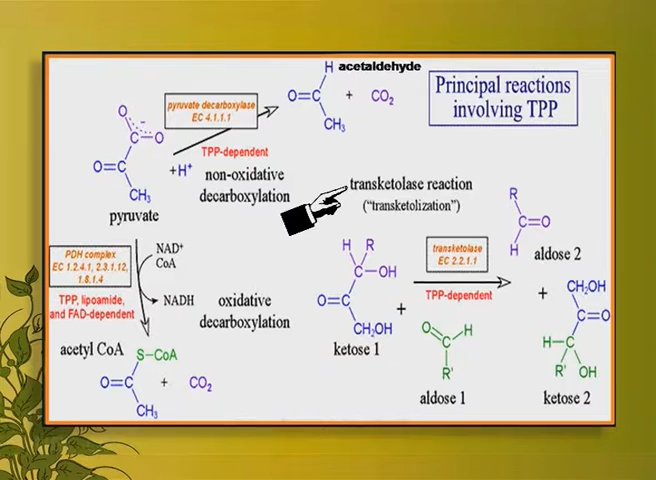 Principal reactions
involving TPP
H acetaldehyde
O=C + CO₂
CH₃
pyruvate decarboxylase
EC 4.1.1.1
TPP-dependent
non-oxidative
decarboxylation
O
C–O
O=C
CH₃
+H⁺
pyruvate
transketolase reaction
("transketolization")
PDH complex
EC 1.2.4.1, 2.3.1.12,
1.8.1.4
TPP, lipoamide,
and FAD-dependent
NAD⁺
CoA
NADH
oxidative
decarboxylation
acetyl CoA
S–CoA
O=C + CO₂
CH₃
H R
C–OH
O=C
CH₂OH
ketose 1
+
O H
C
R'
aldose 1
transketolase
EC 2.2.1.1
TPP-dependent
R
C=O
H
aldose 2
+
CH₂OH
C=O
H–C
R' OH
ketose 2